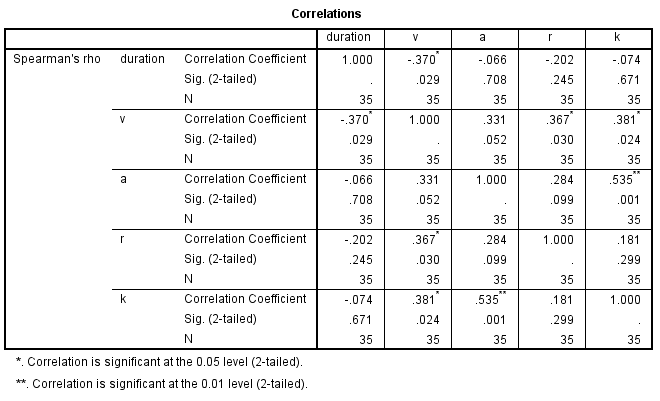 Correlations
duration v a r k
Spearman's rho duration Correlation Coefficient 1.000 -.370* -.066 -.202 -.074
Sig. (2-tailed) . .029 .708 .245 .671
N 35 35 35 35 35
v Correlation Coefficient -.370* 1.000 .331 .367* .381*
Sig. (2-tailed) .029 . .052 .030 .024
N 35 35 35 35 35
a Correlation Coefficient -.066 .331 1.000 .284 .535**
Sig. (2-tailed) .708 .052 . .099 .001
N 35 35 35 35 35
r Correlation Coefficient -.202 .367* .284 1.000 .181
Sig. (2-tailed) .245 .030 .099 . .299
N 35 35 35 35 35
k Correlation Coefficient -.074 .381* .535** .181 1.000
Sig. (2-tailed) .671 .024 .001 .299 .
N 35 35 35 35 35
*. Correlation is significant at the 0.05 level (2-tailed).
**. Correlation is significant at the 0.01 level (2-tailed).